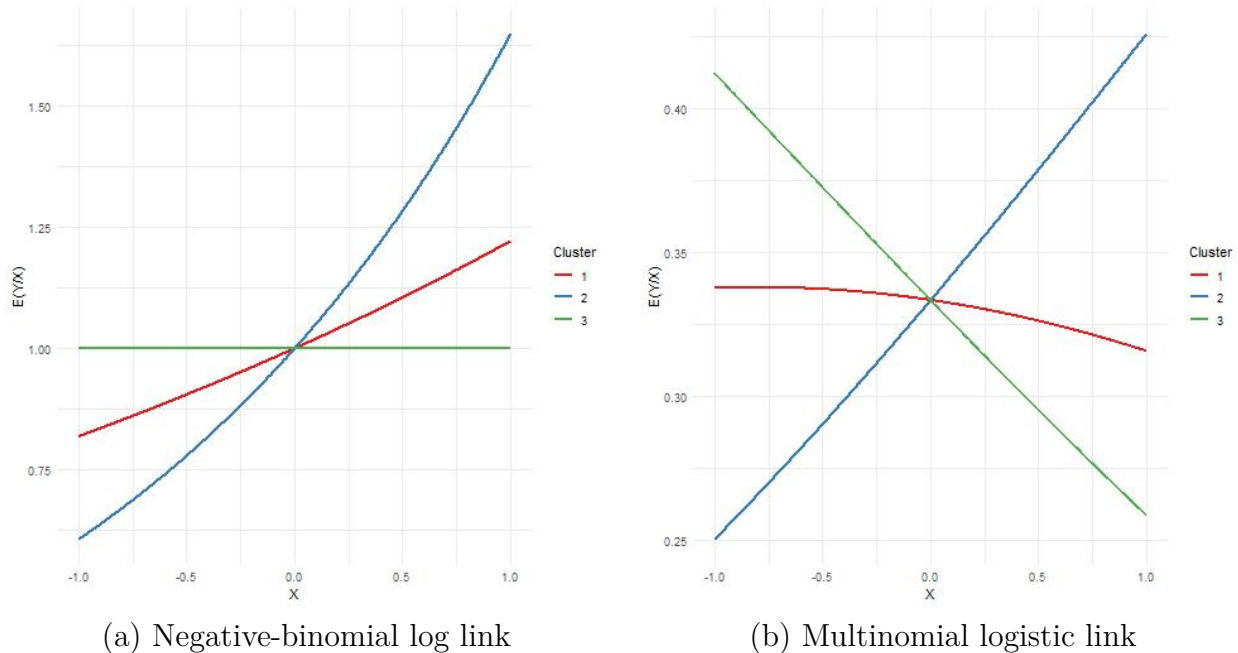 1.50
1.25
1.00
0.75
E(Y/X)
-1.0 -0.5 0.0 0.5 1.0
X
Cluster
1
2
3
(a) Negative-binomial log link
0.40
0.35
0.30
0.25
E(Y/X)
-1.0 -0.5 0.0 0.5 1.0
X
Cluster
1
2
3
(b) Multinomial logistic link